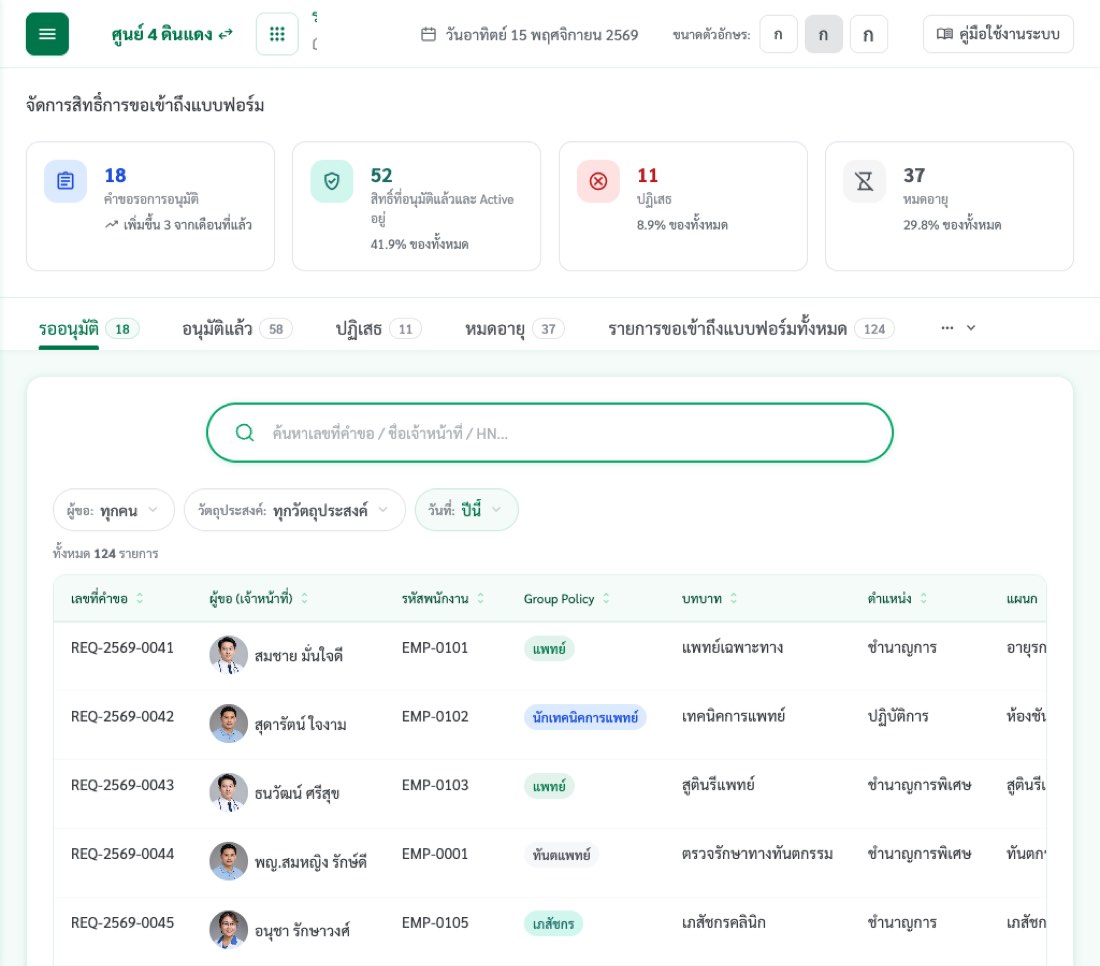 ศูนย์ 4 ดินแดง
วันอาทิตย์ 15 พฤศจิกายน 2569
ขนาดตัวอักษร: ก ก ก
คู่มือใช้งานระบบ
จัดการสิทธิ์การขอเข้าถึงแบบฟอร์ม
18
คำขอรอการอนุมัติ
เพิ่มขึ้น 3 จากเดือนที่แล้ว
52
สิทธิ์ที่อนุมัติแล้วและ Active
อยู่
41.9% ของทั้งหมด
11
ปฏิเสธ
8.9% ของทั้งหมด
37
หมดอายุ
29.8% ของทั้งหมด
รออนุมัติ 18 อนุมัติแล้ว 58 ปฏิเสธ 11 หมดอายุ 37 รายการขอเข้าถึงแบบฟอร์มทั้งหมด 124 ...
ค้นหาเลขที่คำขอ / ชื่อเจ้าหน้าที่ / HN...
ผู้ขอ: ทุกคน วัตถุประสงค์: ทุกวัตถุประสงค์ วันที่: ปีนี้
ทั้งหมด 124 รายการ
เลขที่คำขอ ผู้ขอ (เจ้าหน้าที่) รหัสพนักงาน Group Policy บทบาท ตำแหน่ง แผนก
REQ-2569-0041 สมชาย มั่นใจดี EMP-0101 แพทย์ แพทย์เฉพาะทาง ชำนาญการ อายุรก
REQ-2569-0042 สุดารัตน์ ใจงาม EMP-0102 นักเทคนิคการแพทย์ เทคนิคการแพทย์ ปฏิบัติการ ห้องชัน
REQ-2569-0043 ธนวัฒน์ ศรีสุข EMP-0103 แพทย์ สูตินรีแพทย์ ชำนาญการพิเศษ สูตินรี
REQ-2569-0044 พญ.สมหญิง รักษ์ดี EMP-0001 ทันตแพทย์ ตรวจรักษาทางทันตกรรม ชำนาญการพิเศษ ทันตก
REQ-2569-0045 อนุชา รักษาวงศ์ EMP-0105 เภสัชกร เภสัชกรคลินิก ชำนาญการ เภสัชก